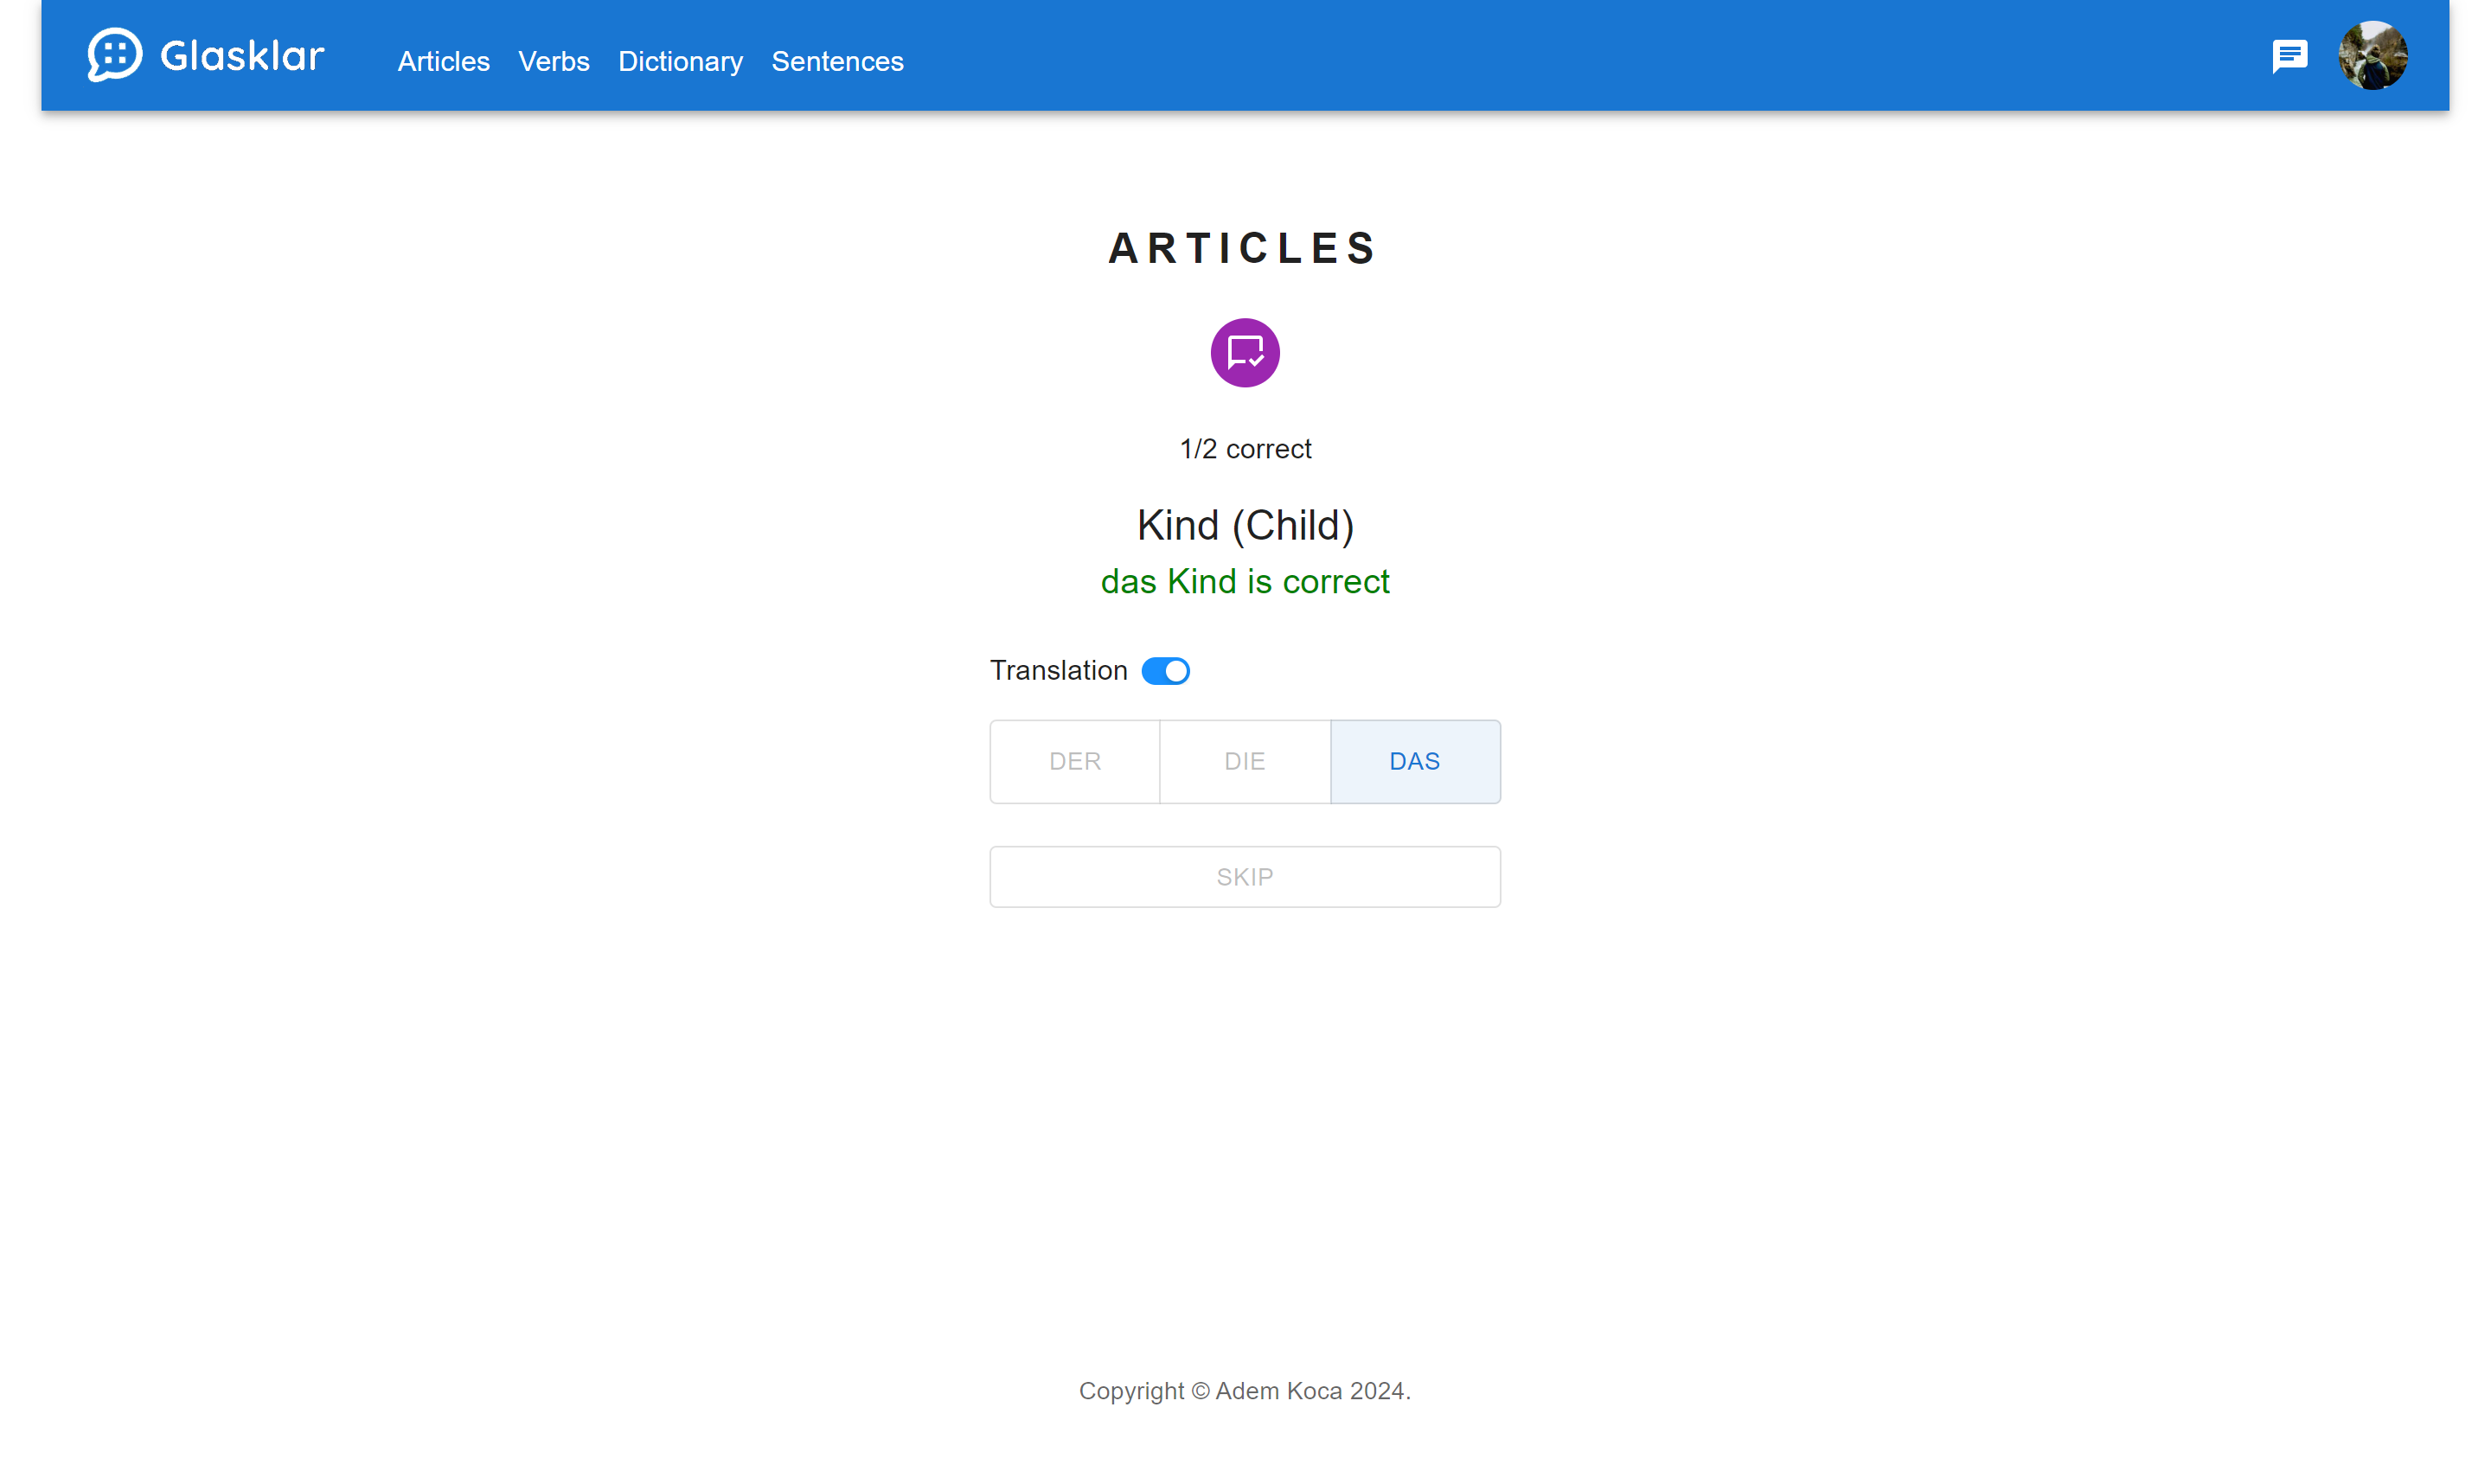 Glasklar
Articles Verbs Dictionary Sentences
ARTICLES
1/2 correct
Kind (Child)
das Kind is correct
Translation
DER DIE DAS
SKIP
Copyright © Adem Koca 2024.